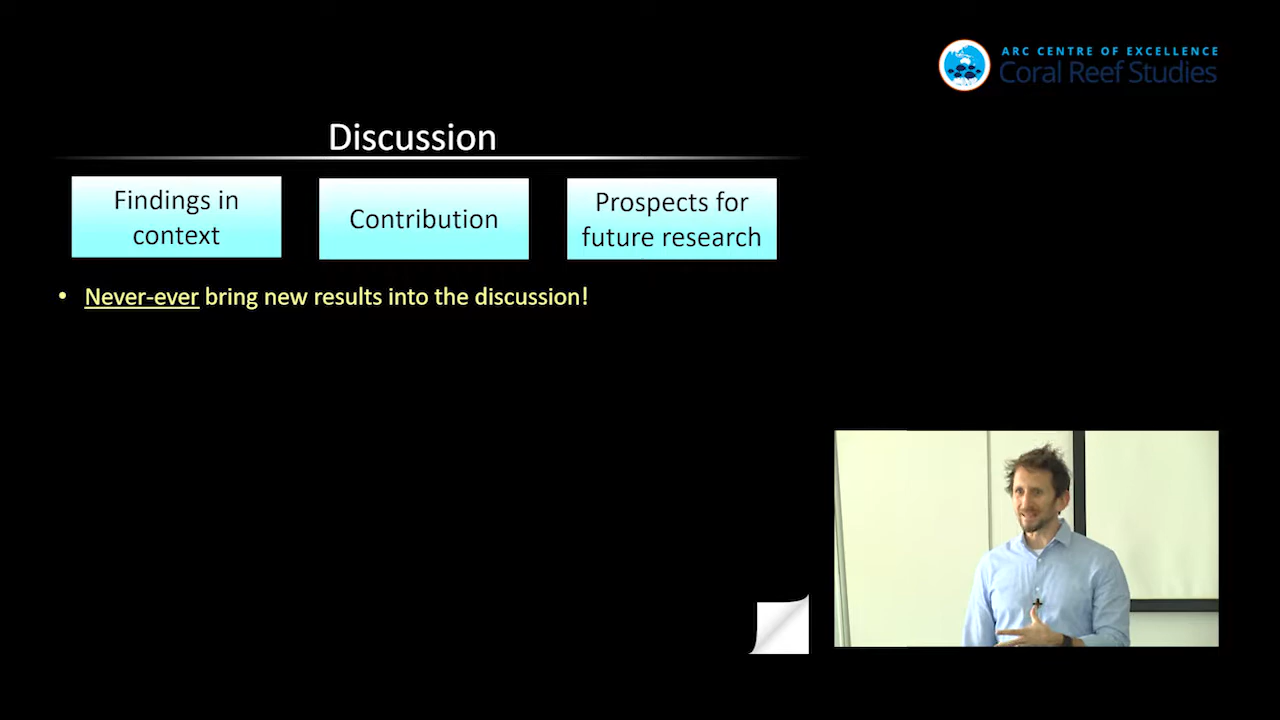 ARC CENTRE OF EXCELLENCE
Coral Reef Studies
Discussion
Findings in
context
Contribution
Prospects for
future research
• Never-ever bring new results into the discussion!